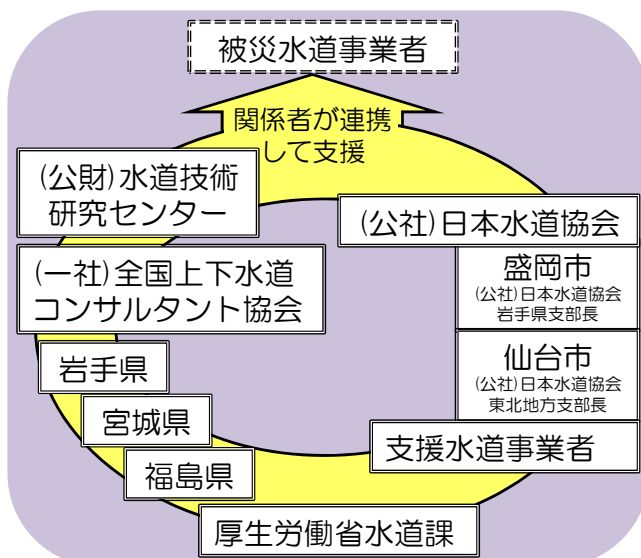 被災水道事業者
関係者が連携
して支援
(公財)水道技術
研究センター
(公社)日本水道協会
盛岡市
(公社)日本水道協会
岩手県支部長
(一社)全国上下水道
コンサルタント協会
仙台市
(公社)日本水道協会
東北地方支部長
岩手県
宮城県
福島県
支援水道事業者
厚生労働省水道課